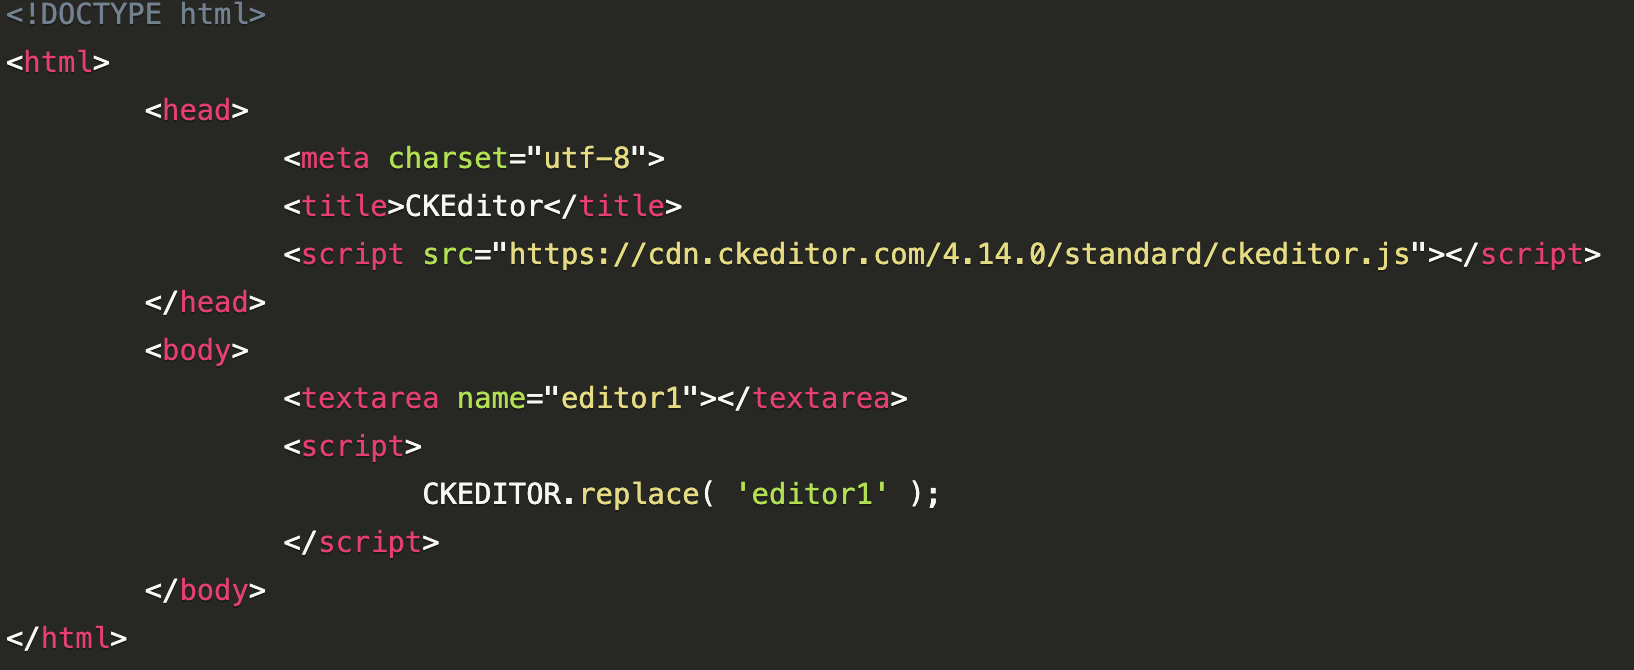 <!DOCTYPE html>
<html>
        <head>
                <meta charset="utf-8">
                <title>CKEditor</title>
                <script src="https://cdn.ckeditor.com/4.14.0/standard/ckeditor.js"></script>
        </head>
        <body>
                <textarea name="editor1"></textarea>
                <script>
                        CKEDITOR.replace( 'editor1' );
                </script>
        </body>
</html>